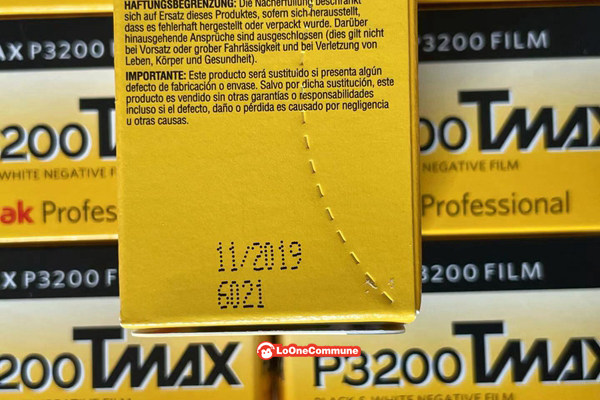 HAFTUNGSBEGRENZUNG: Die Nacherfüllung beschränkt
sich auf Ersatz dieses Produktes, sofern sich herausstellt,
dass es fehlerhaft hergestellt oder verpackt wurde. Darüber
hinausgehende Ansprüche sind ausgeschlossen (dies gilt nicht
bei Vorsatz oder grober Fahrlässigkeit und bei Verletzung von
Leben, Körper und Gesundheit).
IMPORTANTE: Este producto será sustituido si presenta algún
defecto de fabricación o envase. Salvo por dicha sustitución, este
producto es vendido sin otras garantías o responsabilidades
incluso si el defecto, daño o pérdida es causado por negligencia
u otras causas.
11/2019
6021
AX P3200 FILM
P3200 FILM
200 TMAX
00 TMAX
WHITE NEGATIVE F
NEGATIVE FILM
ak Profess
Professional
X P3200 F
3200 FILM
200 TMAX
P3200 TMAX
LoOneCommune